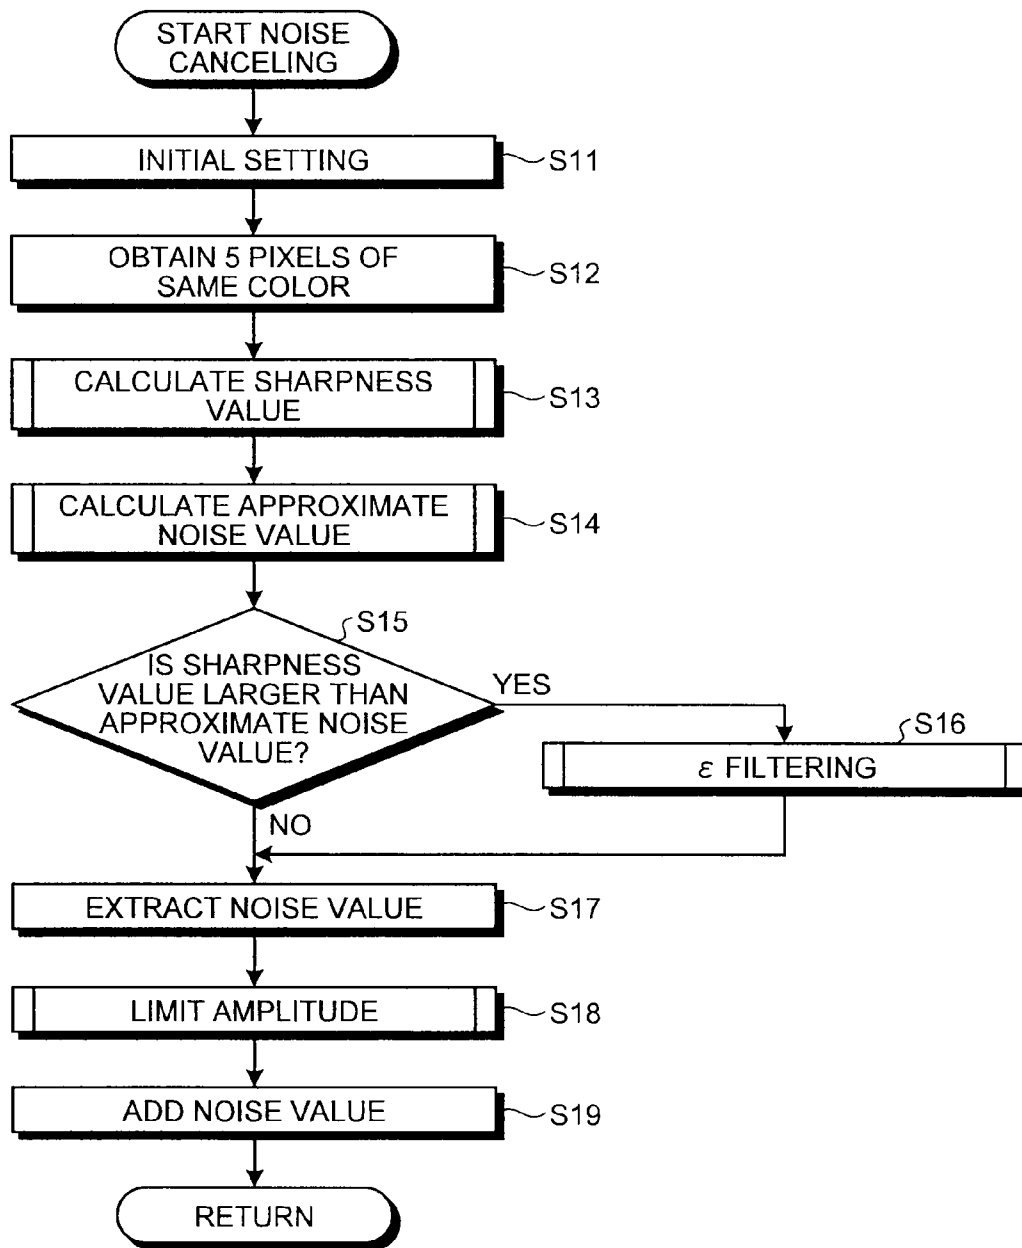 START NOISE
CANCELING
INITIAL SETTING
S11
OBTAIN 5 PIXELS OF
SAME COLOR
S12
CALCULATE SHARPNESS
VALUE
S13
CALCULATE APPROXIMATE
NOISE VALUE
S14
S15
IS SHARPNESS
VALUE LARGER THAN
APPROXIMATE NOISE
VALUE?
YES
S16
ε FILTERING
NO
EXTRACT NOISE VALUE
S17
LIMIT AMPLITUDE
S18
ADD NOISE VALUE
S19
RETURN